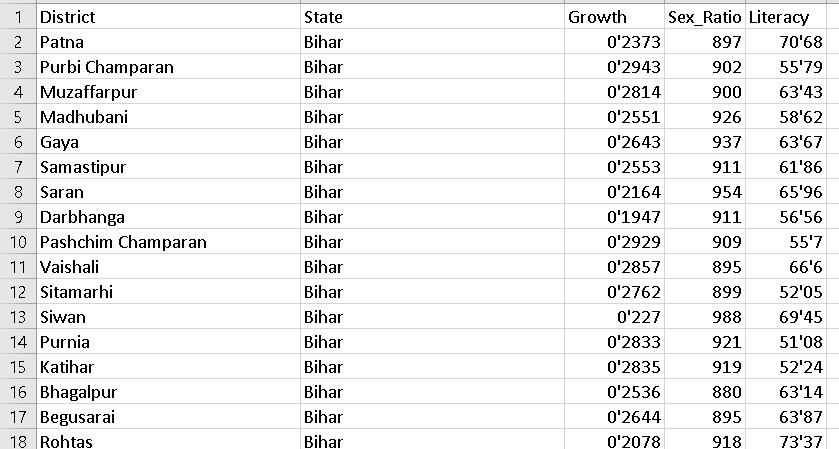 1 District State Growth Sex_Ratio Literacy
2 Patna Bihar 0'2373 897 70'68
3 Purbi Champaran Bihar 0'2943 902 55'79
4 Muzaffarpur Bihar 0'2814 900 63'43
5 Madhubani Bihar 0'2551 926 58'62
6 Gaya Bihar 0'2643 937 63'67
7 Samastipur Bihar 0'2553 911 61'86
8 Saran Bihar 0'2164 954 65'96
9 Darbhanga Bihar 0'1947 911 56'56
10 Pashchim Champaran Bihar 0'2929 909 55'7
11 Vaishali Bihar 0'2857 895 66'6
12 Sitamarhi Bihar 0'2762 899 52'05
13 Siwan Bihar 0'227 988 69'45
14 Purnia Bihar 0'2833 921 51'08
15 Katihar Bihar 0'2835 919 52'24
16 Bhagalpur Bihar 0'2536 880 63'14
17 Begusarai Bihar 0'2644 895 63'87
18 Rohtas Bihar 0'2078 918 73'37